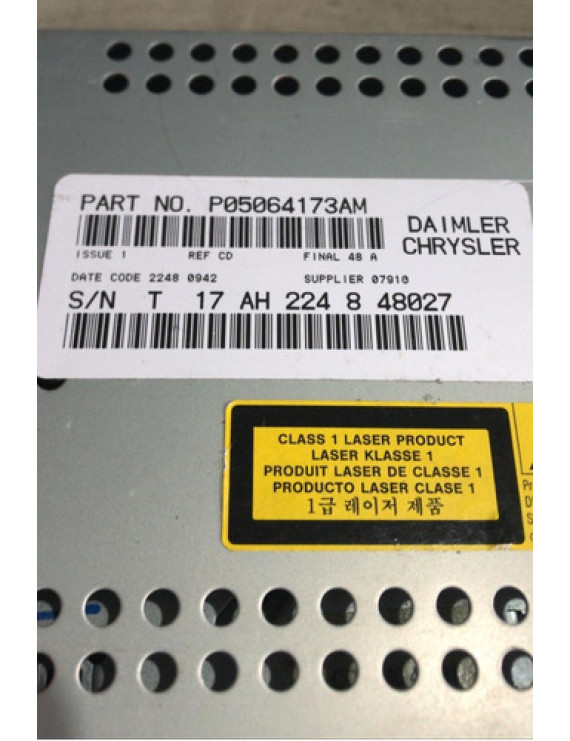 PART NO. P05064173AM
DAIMLER
CHRYSLER
ISSUE 1 REF CD FINAL 48 A
DATE CODE 2248 0942 SUPPLIER 07910
S/N T 17 AH 224 8 48027
CLASS 1 LASER PRODUCT
LASER KLASSE 1
PRODUIT LASER DE CLASSE 1
PRODUCTO LASER CLASE 1
1급 레이저 제품